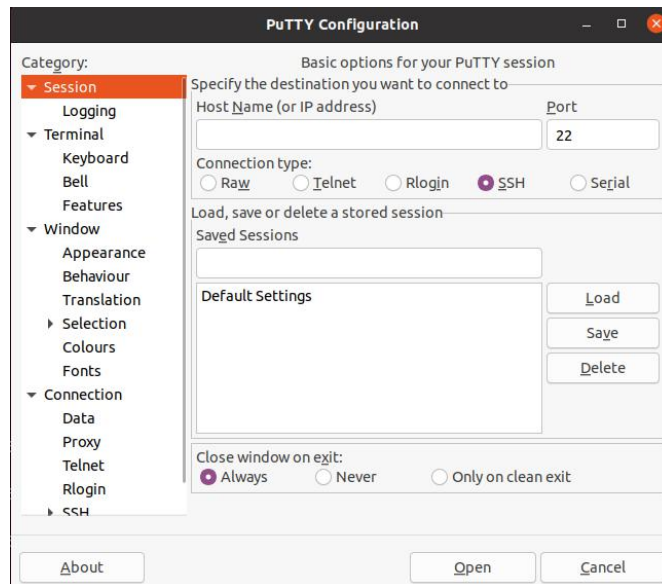 PuTTY Configuration
Category:
Session
Logging
Terminal
Keyboard
Bell
Features
Window
Appearance
Behaviour
Translation
Selection
Colours
Fonts
Connection
Data
Proxy
Telnet
Rlogin
SSH
Basic options for your PuTTY session
Specify the destination you want to connect to
Host Name (or IP address) Port
22
Connection type:
Raw Telnet Rlogin SSH Serial
Load, save or delete a stored session
Saved Sessions
Default Settings
Load
Save
Delete
Close window on exit:
Always Never Only on clean exit
About Open Cancel